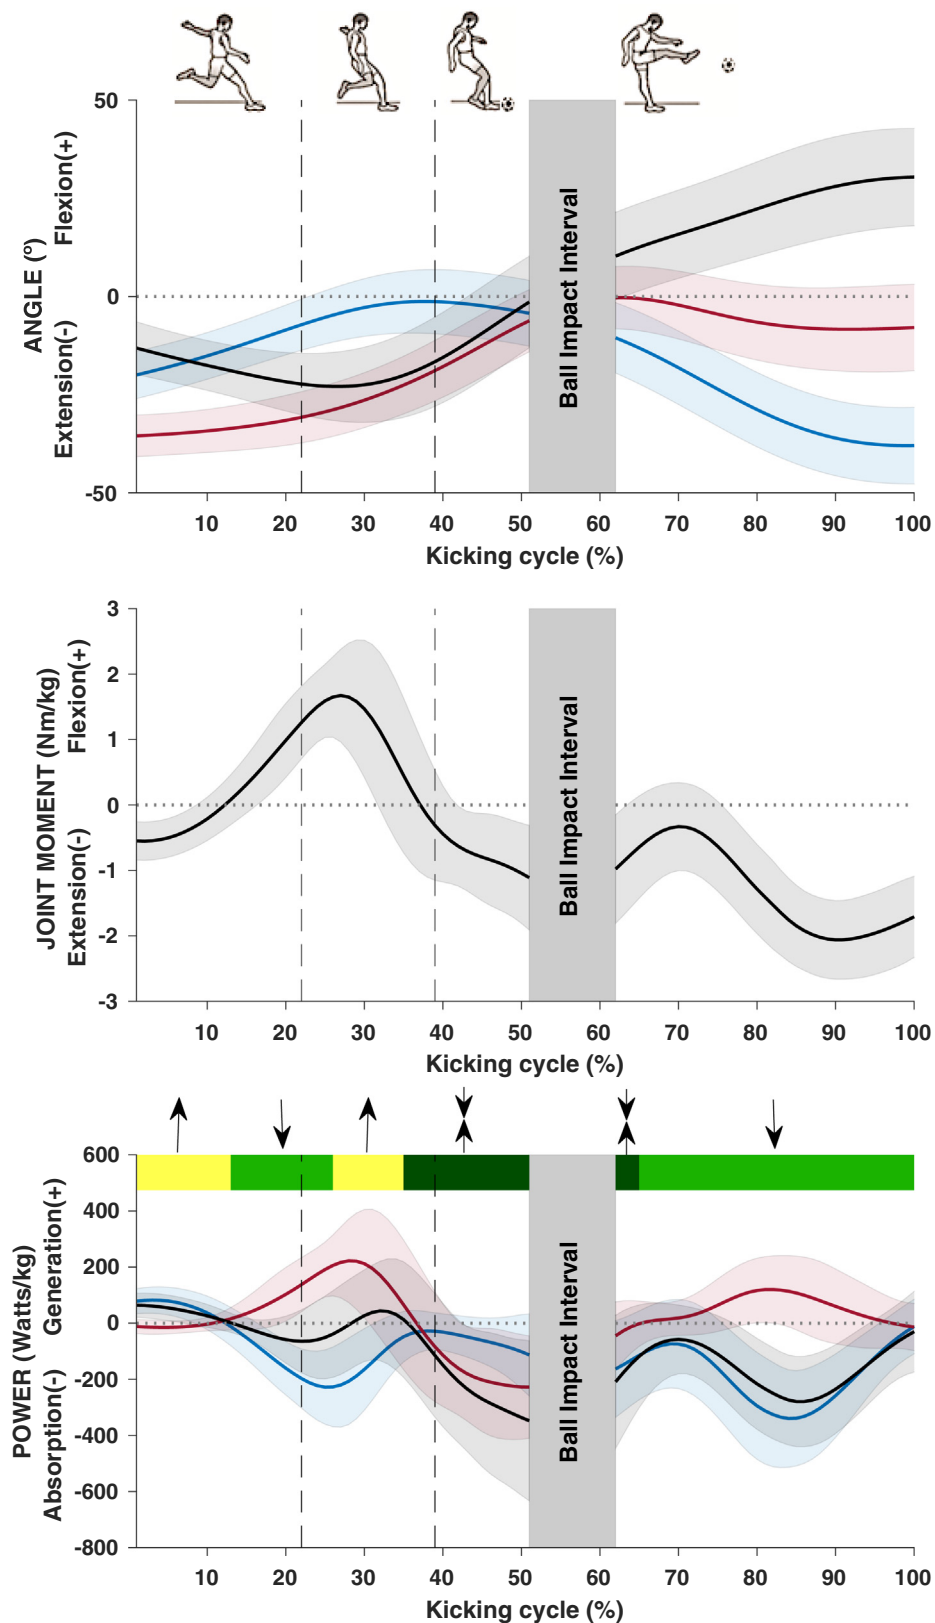 50
0
-50
ANGLE (º)
Extension(-) Flexion(+)
Ball Impact Interval
10 20 30 40 50 60 70 80 90 100
Kicking cycle (%)
3
2
1
0
-1
-2
-3
JOINT MOMENT (Nm/kg)
Extension(-) Flexion(+)
Ball Impact Interval
10 20 30 40 50 60 70 80 90 100
Kicking cycle (%)
600
400
200
0
-200
-400
-600
-800
POWER (Watts/kg)
Absorption(-) Generation(+)
Ball Impact Interval
10 20 30 40 50 60 70 80 90 100
Kicking cycle (%)